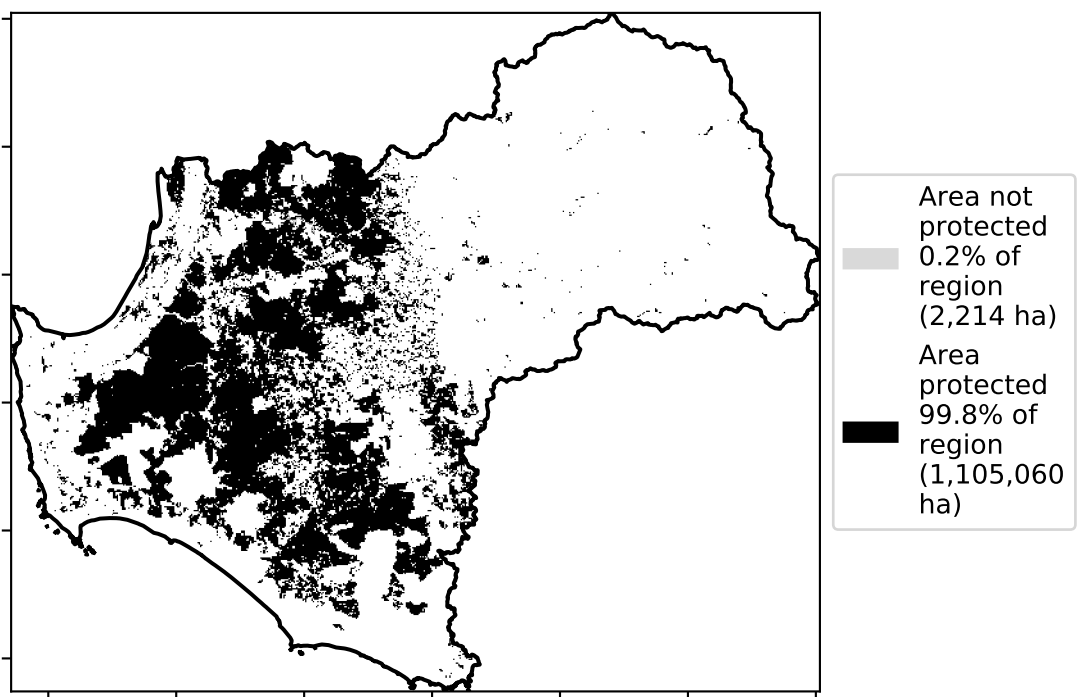 Area not
protected
0.2% of
region
(2,214 ha)
Area
protected
99.8% of
region
(1,105,060
ha)